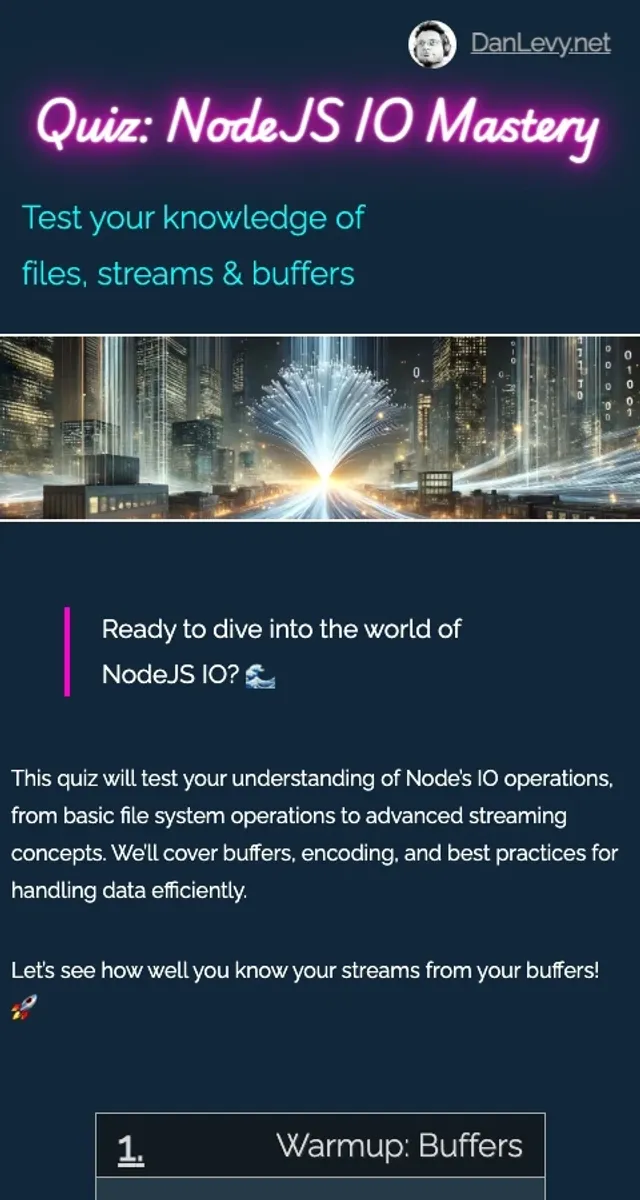 DanLevy.net
Quiz: NodeJS IO Mastery
Test your knowledge of
files, streams & buffers
Ready to dive into the world of
NodeJS IO? 🌊
This quiz will test your understanding of Node's IO operations,
from basic file system operations to advanced streaming
concepts. We'll cover buffers, encoding, and best practices for
handling data efficiently.
Let's see how well you know your streams from your buffers!
🚀
1. Warmup: Buffers